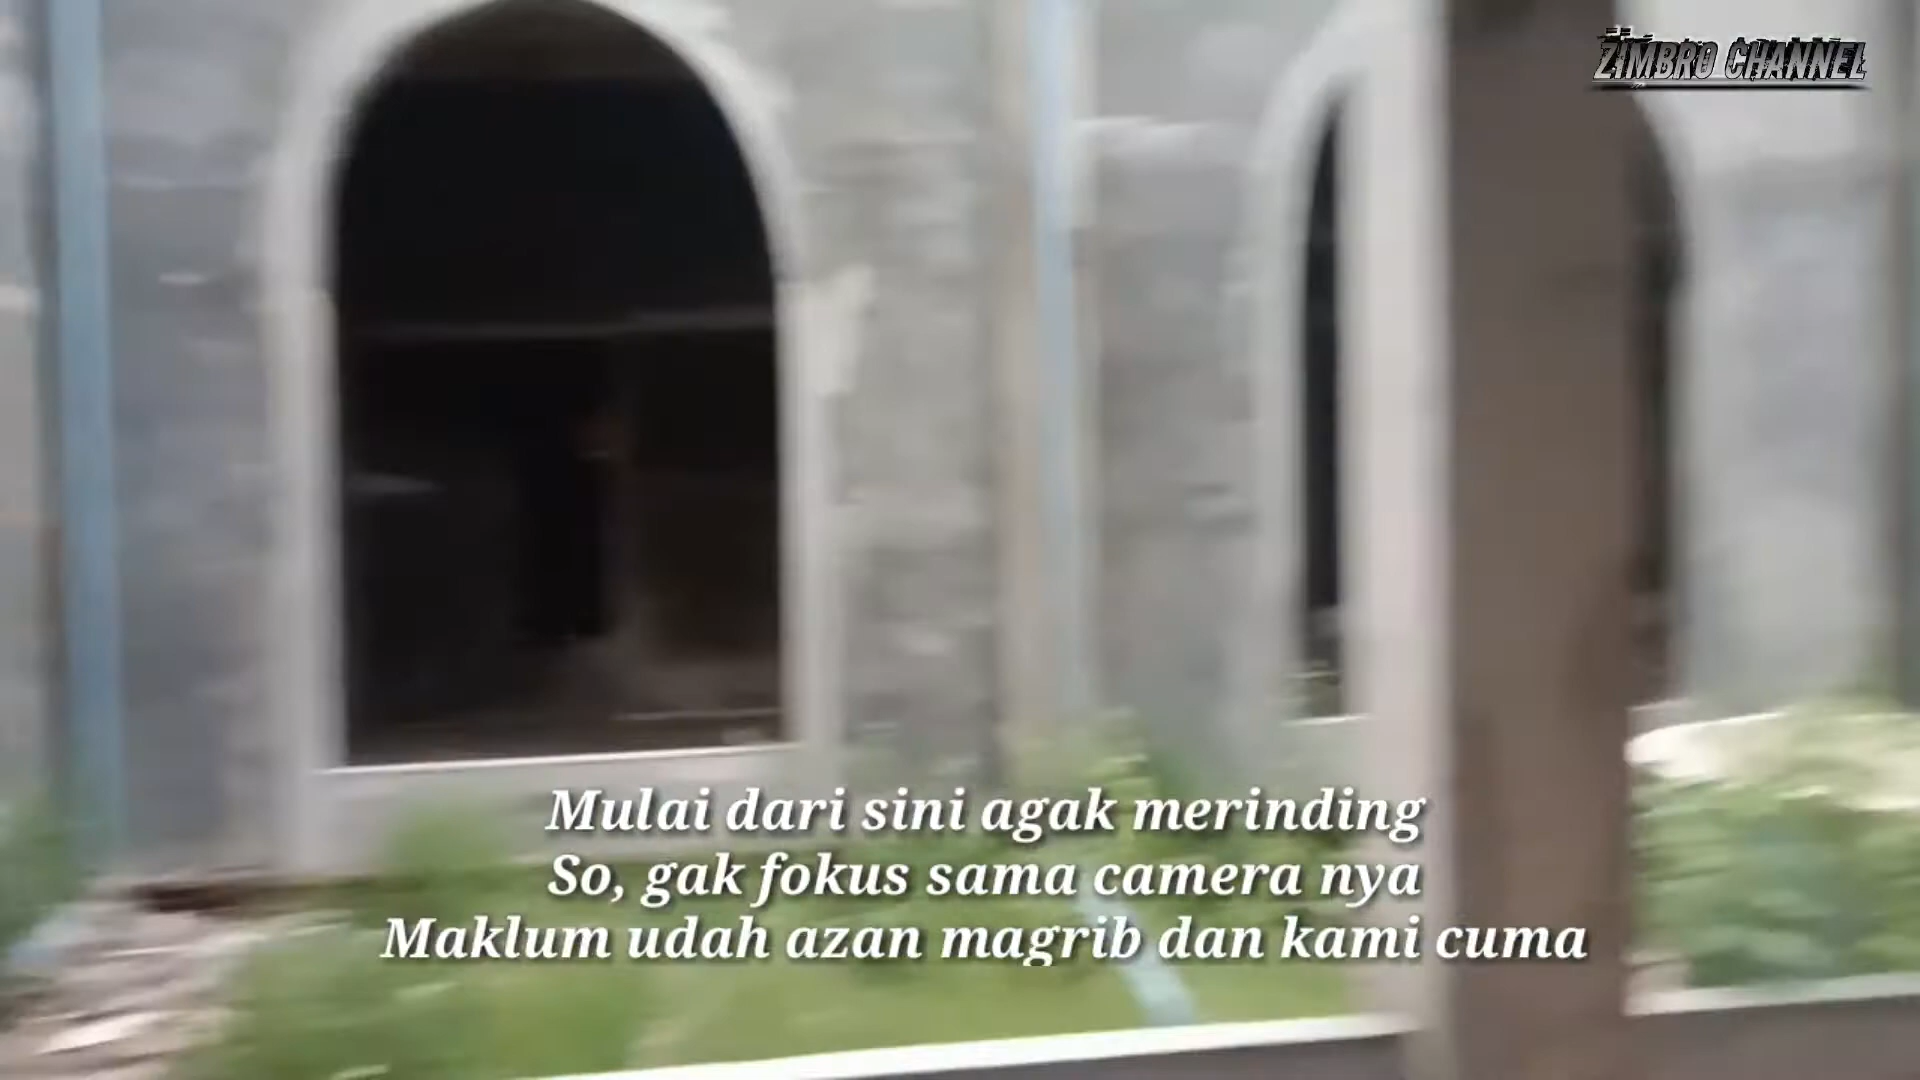 ZIMBRO CHANNEL
Mulai dari sini agak merinding
So, gak fokus sama camera nya
Maklum udah azan magrib dan kami cuma